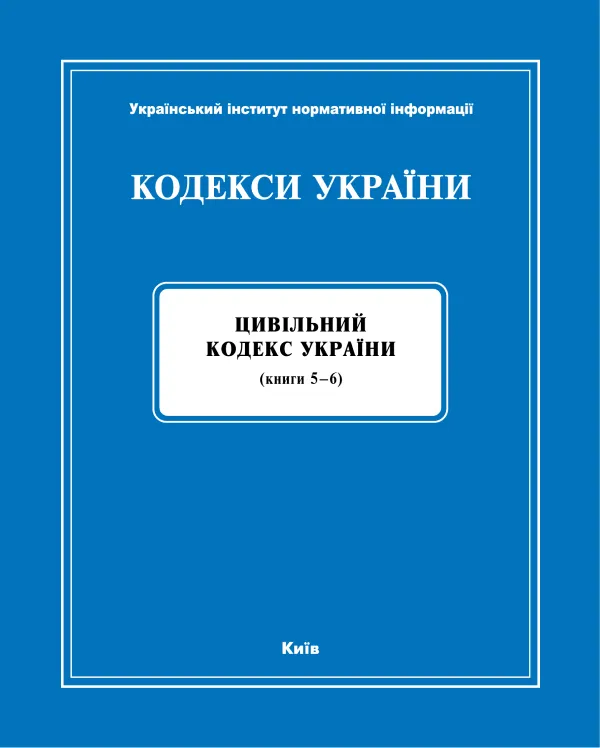 Український інститут нормативної інформації
КОДЕКСИ УКРАЇНИ
ЦИВІЛЬНИЙ
КОДЕКС УКРАЇНИ
(книги 5–6)
Київ